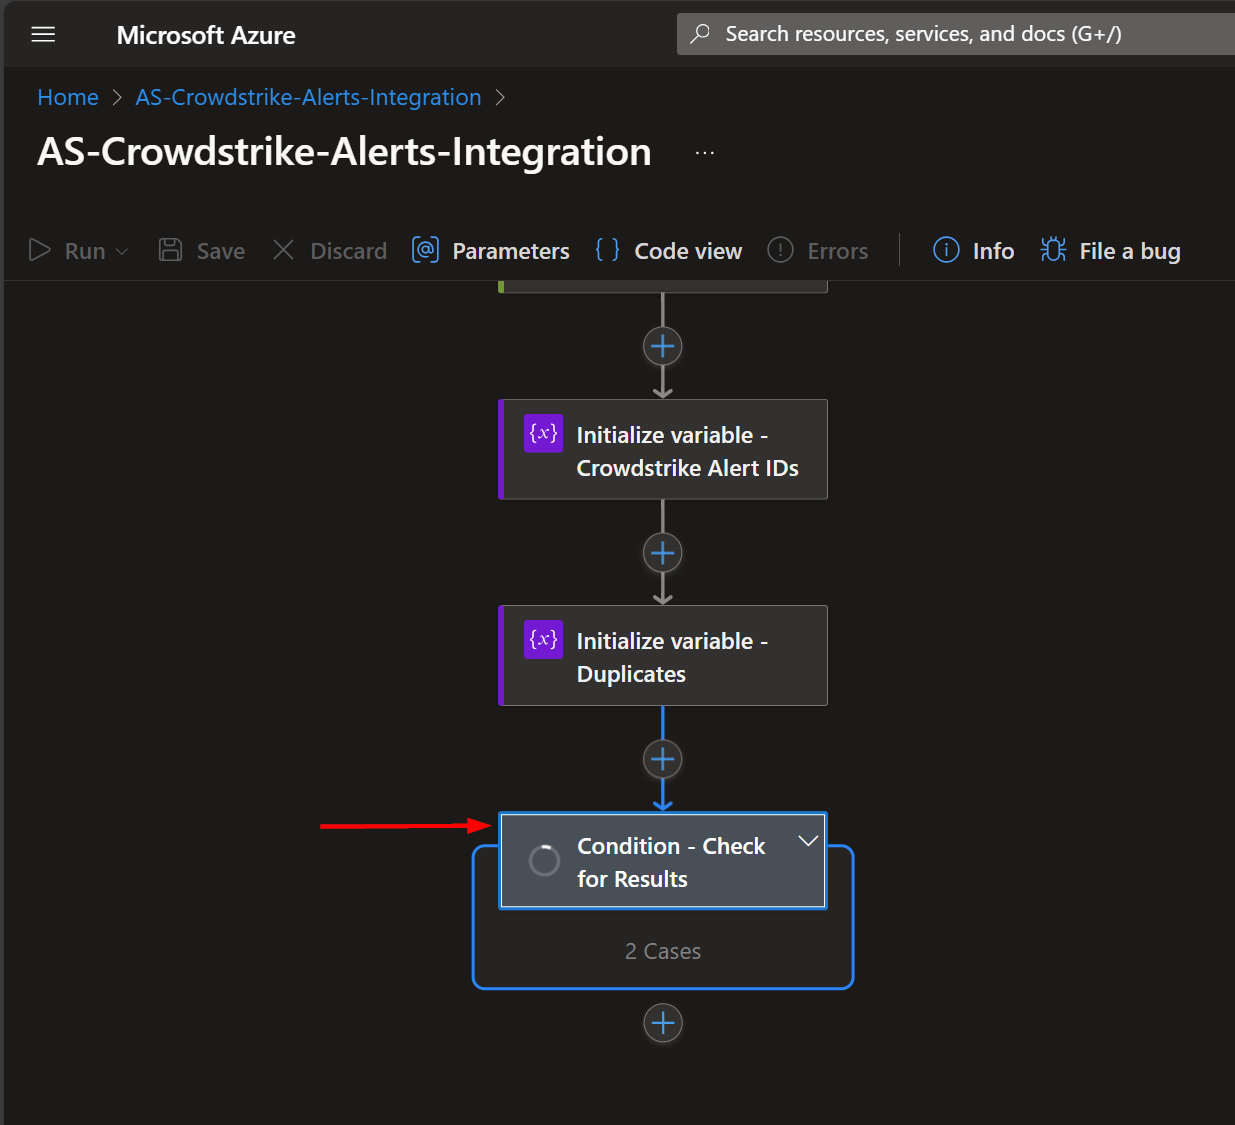 Microsoft Azure
Search resources, services, and docs (G+/)
Home > AS-Crowdstrike-Alerts-Integration >
AS-Crowdstrike-Alerts-Integration ...
Run Save Discard [@] Parameters { } Code view Errors Info File a bug
{x} Initialize variable -
Crowdstrike Alert IDs
{x} Initialize variable -
Duplicates
Condition - Check
for Results
2 Cases